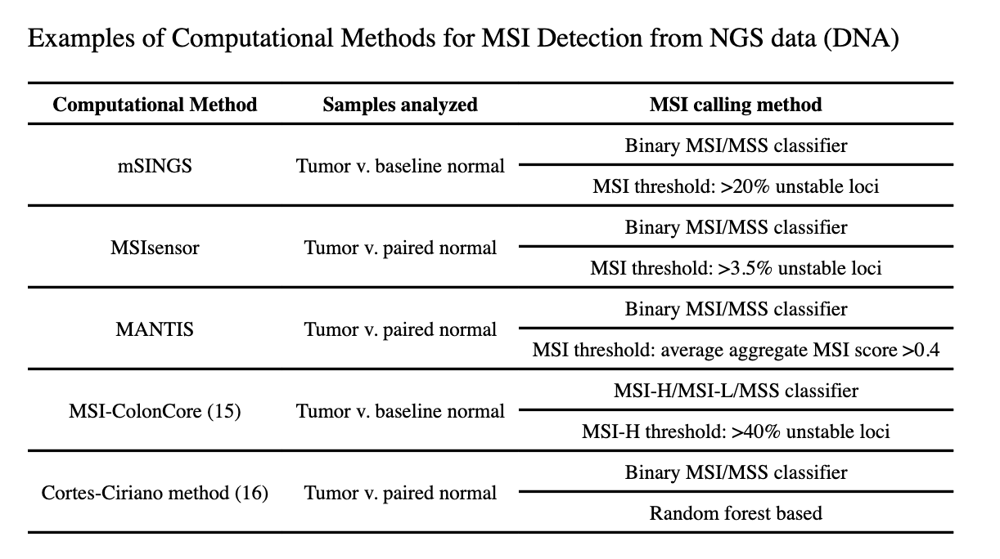 Examples of Computational Methods for MSI Detection from NGS data (DNA)
Computational Method Samples analyzed MSI calling method
mSINGS Tumor v. baseline normal Binary MSI/MSS classifier
MSI threshold: >20% unstable loci
MSIsensor Tumor v. paired normal Binary MSI/MSS classifier
MSI threshold: >3.5% unstable loci
MANTIS Tumor v. paired normal Binary MSI/MSS classifier
MSI threshold: average aggregate MSI score >0.4
MSI-ColonCore (15) Tumor v. baseline normal MSI-H/MSI-L/MSS classifier
MSI-H threshold: >40% unstable loci
Cortes-Ciriano method (16) Tumor v. paired normal Binary MSI/MSS classifier
Random forest based